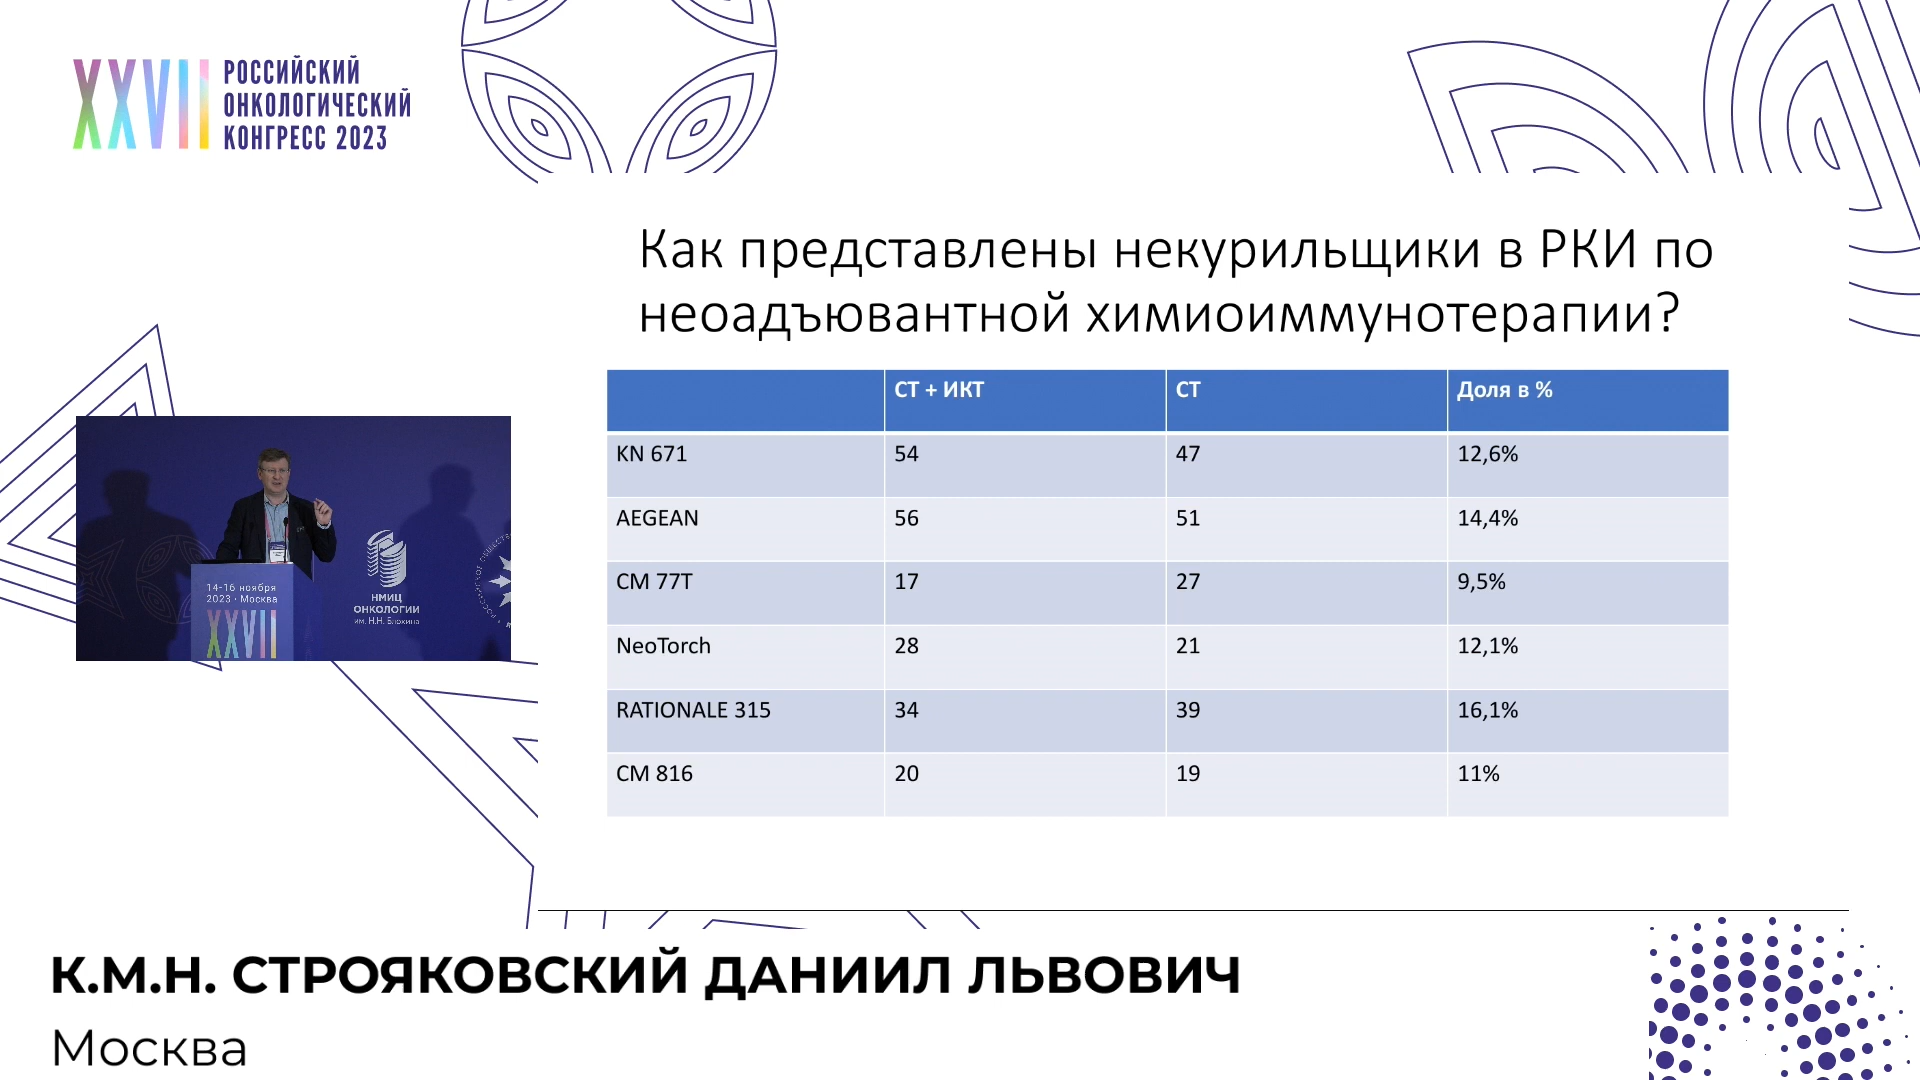 XXVII
РОССИЙСКИЙ
ОНКОЛОГИЧЕСКИЙ
КОНГРЕСС 2023
Как представлены некурильщики в РКИ по
неоадъювантной химиоиммунотерапии?
СТ + ИКТ СТ Доля в %
KN 671 54 47 12,6%
AEGEAN 56 51 14,4%
CM 77T 17 27 9,5%
NeoTorch 28 21 12,1%
RATIONALE 315 34 39 16,1%
CM 816 20 19 11%
14-16 ноября
2023 • Москва
XXVII
НМИЦ
ОНКОЛОГИИ
им. Н.Н. Блохина
К.М.Н. СТРОЯКОВСКИЙ ДАНИИЛ ЛЬВОВИЧ
Москва